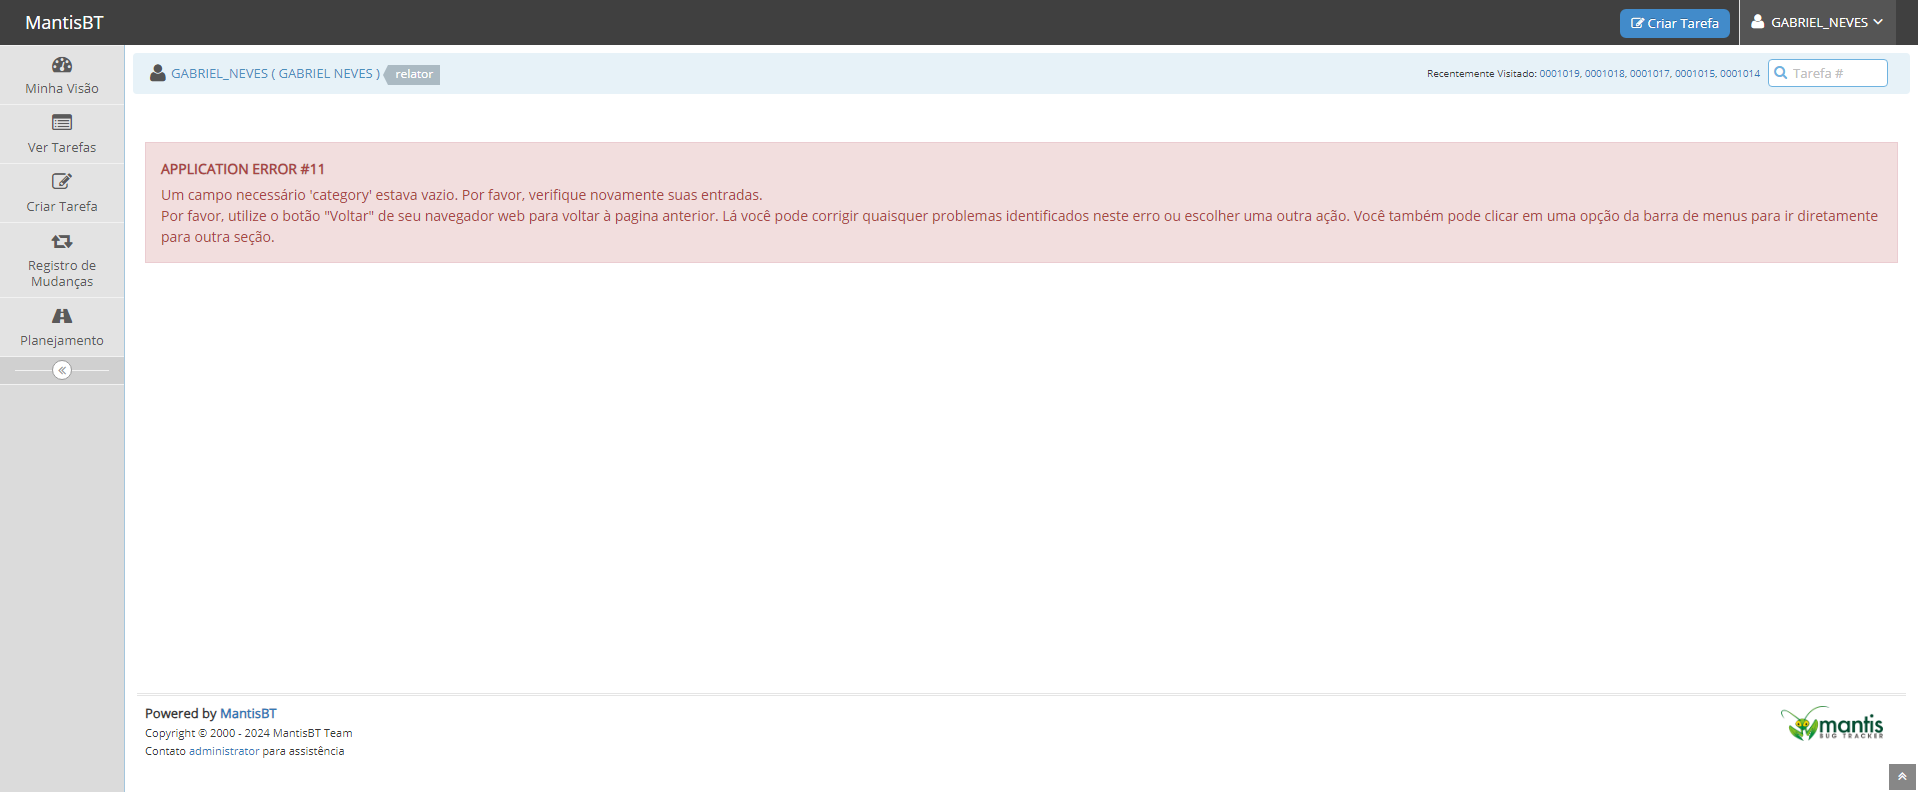 MantisBT
Criar Tarefa
GABRIEL_NEVES
Minha Visão
Ver Tarefas
Criar Tarefa
Registro de
Mudanças
Planejamento
GABRIEL_NEVES ( GABRIEL NEVES )
relator
Recentemente Visitado: 0001019, 0001018, 0001017, 0001015, 0001014
Tarefa #
APPLICATION ERROR #11
Um campo necessário 'category' estava vazio. Por favor, verifique novamente suas entradas.
Por favor, utilize o botão "Voltar" de seu navegador web para voltar à pagina anterior. Lá você pode corrigir quaisquer problemas identificados neste erro ou escolher uma outra ação. Você também pode clicar em uma opção da barra de menus para ir diretamente
para outra seção.
Powered by MantisBT
Copyright © 2000 - 2024 MantisBT Team
Contato administrator para assistência
mantis
BUG TRACKER